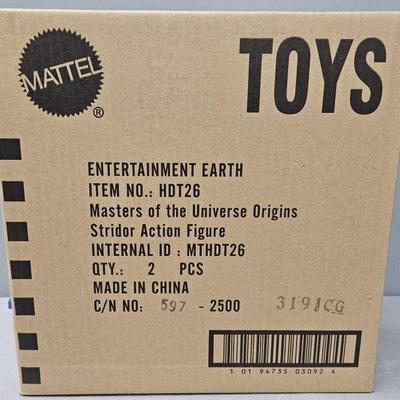 MATTEL
®
TOYS
ENTERTAINMENT EARTH
ITEM NO.: HDT26
Masters of the Universe Origins
Stridor Action Figure
INTERNAL ID : MTHDT26
QTY.: 2 PCS
MADE IN CHINA
C/N NO: 597 - 2500 3191CG
1 01 94735 03092 4